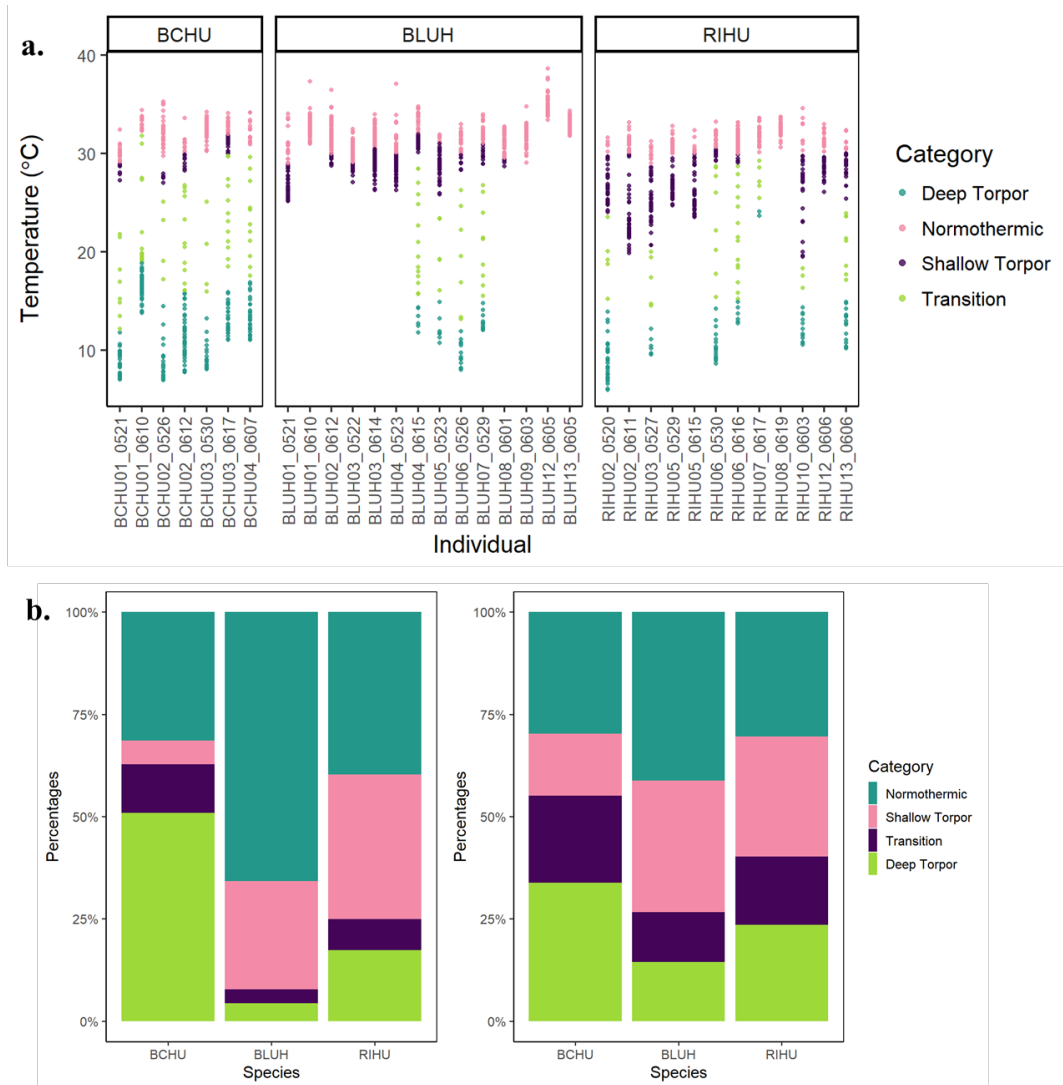 a.
BCHU
BLUH
RIHU
Temperature (°C)
40
30
20
10
BCHU01_0521
BCHU01_0610
BCHU02_0526
BCHU02_0612
BCHU03_0530
BCHU03_0617
BCHU04_0607
BLUH01_0521
BLUH01_0610
BLUH02_0612
BLUH03_0522
BLUH03_0614
BLUH04_0523
BLUH04_0615
BLUH05_0523
BLUH06_0526
BLUH07_0529
BLUH08_0601
BLUH09_0603
BLUH12_0605
BLUH13_0605
RIHU02_0520
RIHU02_0611
RIHU03_0527
RIHU05_0529
RIHU05_0615
RIHU06_0530
RIHU06_0616
RIHU07_0617
RIHU08_0619
RIHU10_0603
RIHU12_0606
RIHU13_0606
Individual
Category
Deep Torpor
Normothermic
Shallow Torpor
Transition
b.
Percentages
100%
75%
50%
25%
0%
BCHU
BLUH
RIHU
Species
Percentages
100%
75%
50%
25%
0%
BCHU
BLUH
RIHU
Species
Category
Normothermic
Shallow Torpor
Transition
Deep Torpor